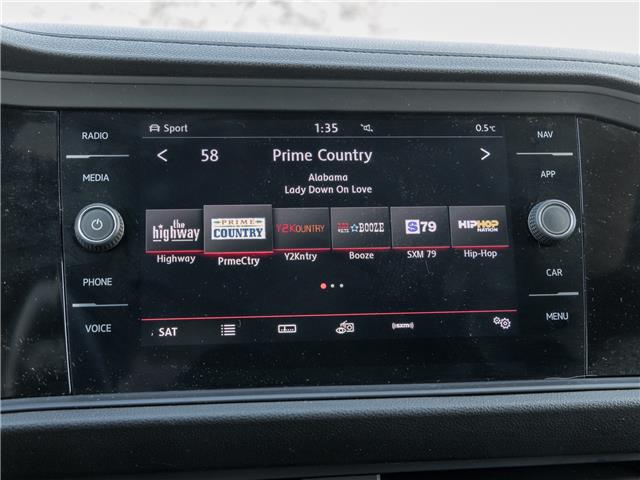 RADIO
MEDIA
PHONE
VOICE
Sport 1:35 0.5°c
< 58 Prime Country >
Alabama
Lady Down On Love
the highway
PRIME COUNTRY
Y2KOUNTRY
BOOZE
S 79
HIPHOP NATION
Highway PrmeCtry Y2Kntry Booze SXM 79 Hip-Hop
SAT
((sxm))
NAV
APP
CAR
MENU